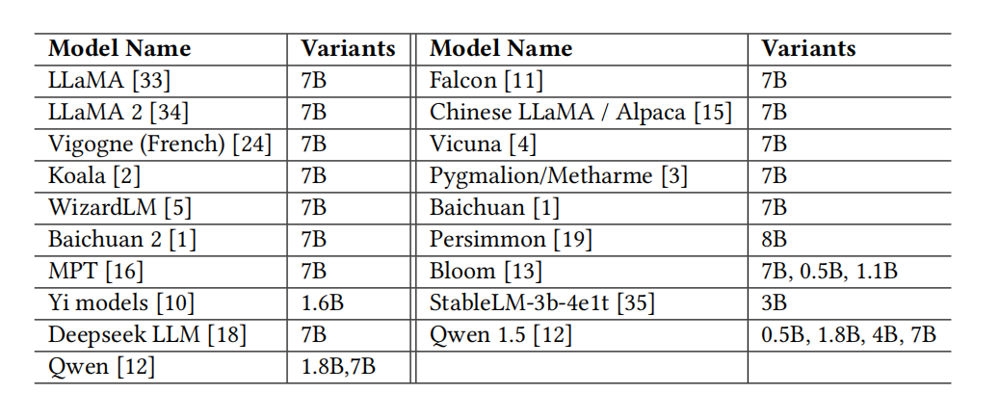 Model Name Variants Model Name Variants
LLaMA [33] 7B Falcon [11] 7B
LLaMA 2 [34] 7B Chinese LLaMA / Alpaca [15] 7B
Vigogne (French) [24] 7B Vicuna [4] 7B
Koala [2] 7B Pygmalion/Metharme [3] 7B
WizardLM [5] 7B Baichuan [1] 7B
Baichuan 2 [1] 7B Persimmon [19] 8B
MPT [16] 7B Bloom [13] 7B, 0.5B, 1.1B
Yi models [10] 1.6B StableLM-3b-4e1t [35] 3B
Deepseek LLM [18] 7B Qwen 1.5 [12] 0.5B, 1.8B, 4B, 7B
Qwen [12] 1.8B,7B